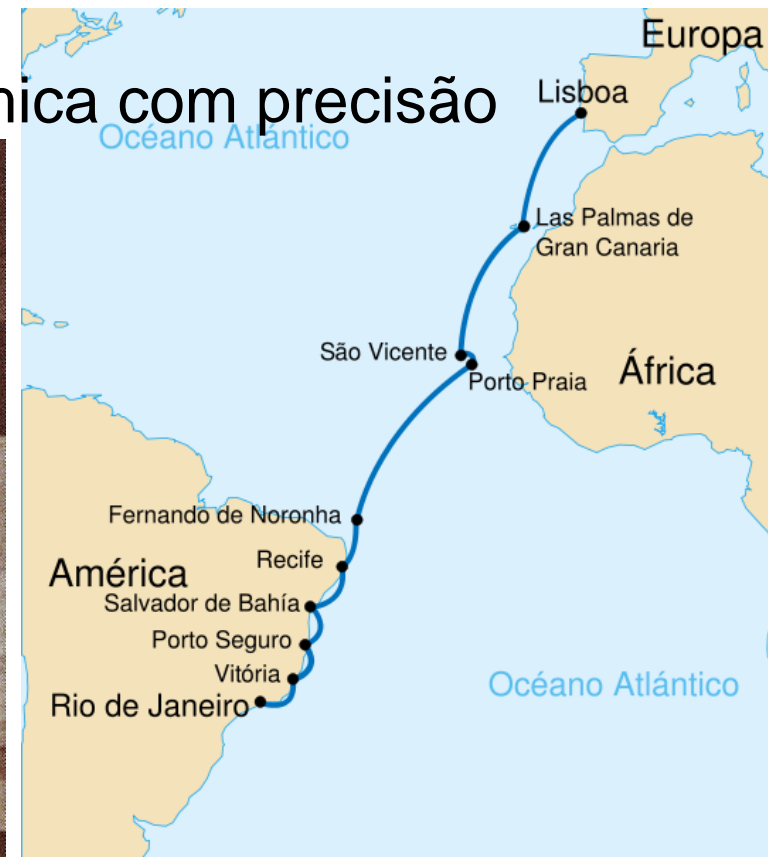 Europa
Lisboa
com precisão
Océano Atlántico
Las Palmas de
Gran Canaria
São Vicente
África
Porto Praia
Fernando de Noronha
Recife
América
Salvador de Bahía
Porto Seguro
Vitória
Océano Atlántico
Rio de Janeiro